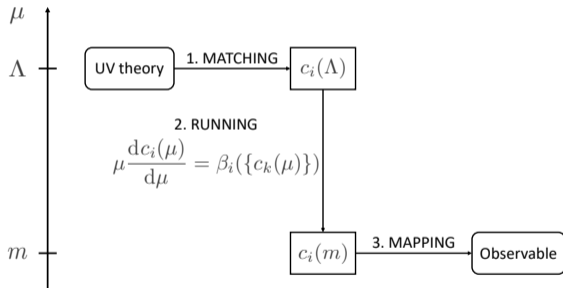 μ
Λ
UV theory
1. MATCHING
c_i(Λ)
2. RUNNING
μ dc_i(μ)/dμ = β_i({c_k(μ)})
m
c_i(m)
3. MAPPING
Observable